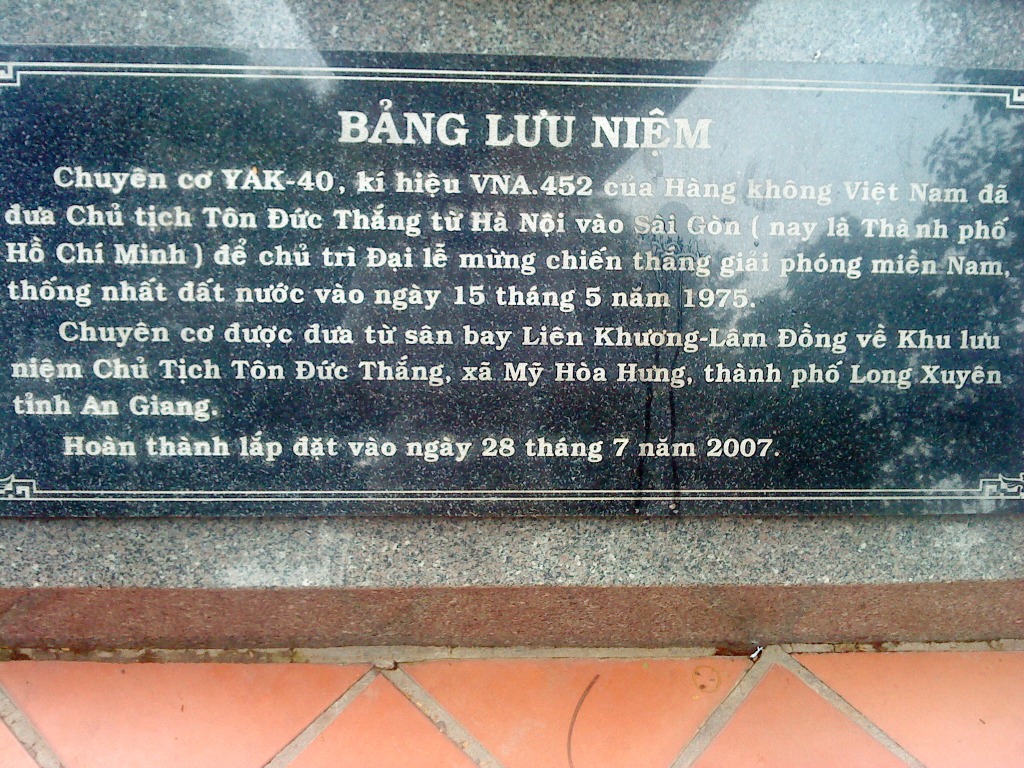 BẢNG LƯU NIỆM
Chuyên cơ YAK-40, kí hiệu VNA.452 của Hàng không Việt Nam đã
đưa Chủ tịch Tôn Đức Thắng từ Hà Nội vào Sài Gòn ( nay là Thành phố
Hồ Chí Minh ) để chủ trì Đại lễ mừng chiến thắng giải phóng miền Nam,
thống nhất đất nước vào ngày 15 tháng 5 năm 1975.
Chuyên cơ được đưa từ sân bay Liên Khương-Lâm Đồng về Khu lưu
niệm Chủ Tịch Tôn Đức Thắng, xã Mỹ Hòa Hưng, thành phố Long Xuyên
tỉnh An Giang.
Hoàn thành lắp đặt vào ngày 28 tháng 7 năm 2007.